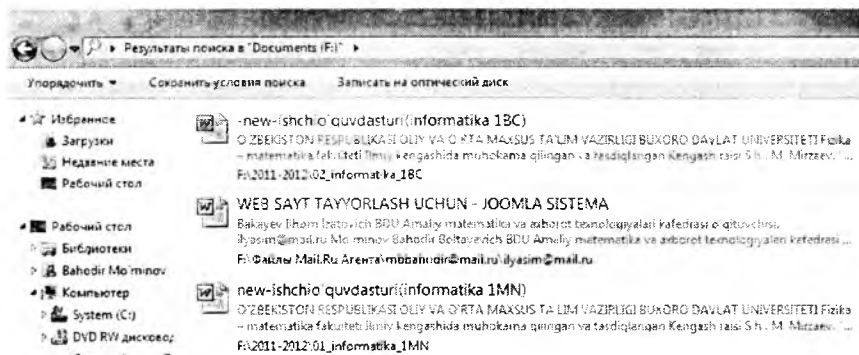 Результаты поиска в "Documents (F:)"
Упорядочить
Сохранить условия поиска
Записать на оптический диск
Избранное
Загрузки
Недавние места
Рабочий стол
Рабочий стол
Библиотеки
Bahodir Mo'minov
Компьютер
System (C:)
DVD RW дисковод
-new-ishchi o'quvdasturi(informatika 1BC)
O'ZBEKISTON RESPUBLIKASI OLIY VA O'RTA MAXSUS TA'LIM VAZIRLIGI BUXORO DAVLAT UNIVERSITETI Fizika
– matematika fakulteti Ilmiy kengashida muhokama qilingan va tasdiqlangan Kengash raisi Sh. M. Mirzaev. '...
F:\2011-2012\02_informatika_1BC
WEB SAYT TAYYORLASH UCHUN - JOOMLA SISTEMA
Bakayev Ilhom Izatovich BDU Amaliy matematika va axborot texnologiyalari kafedrasi o'qituvchisi.
ilyasim@mail.ru Mo'minov Bahodir Boltayevich BDU Amaliy matematika va axborot texnologiyalari kafedrasi ...
F:\Файлы Mail.Ru Агента\mbbahodir@mail.ru\ilyasim@mail.ru
new-ishchi o'quvdasturi(informatika 1MN)
O'ZBEKISTON RESPUBLIKASI OLIY VA O'RTA MAXSUS TA'LIM VAZIRLIGI BUXORO DAVLAT UNIVERSITETI Fizika
– matematika fakulteti Ilmiy kengashida muhokama qilingan va tasdiqlangan Kengash raisi Sh. M. Mirzaev. '...
F:\2011-2012\01_informatika_1MN